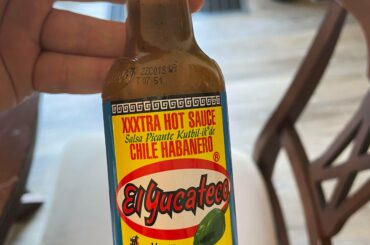 XXXTRA HOT SAUCE
Salsa Picante Kutbil-ik' de
CHILE HABANERO
®
El Yucateco